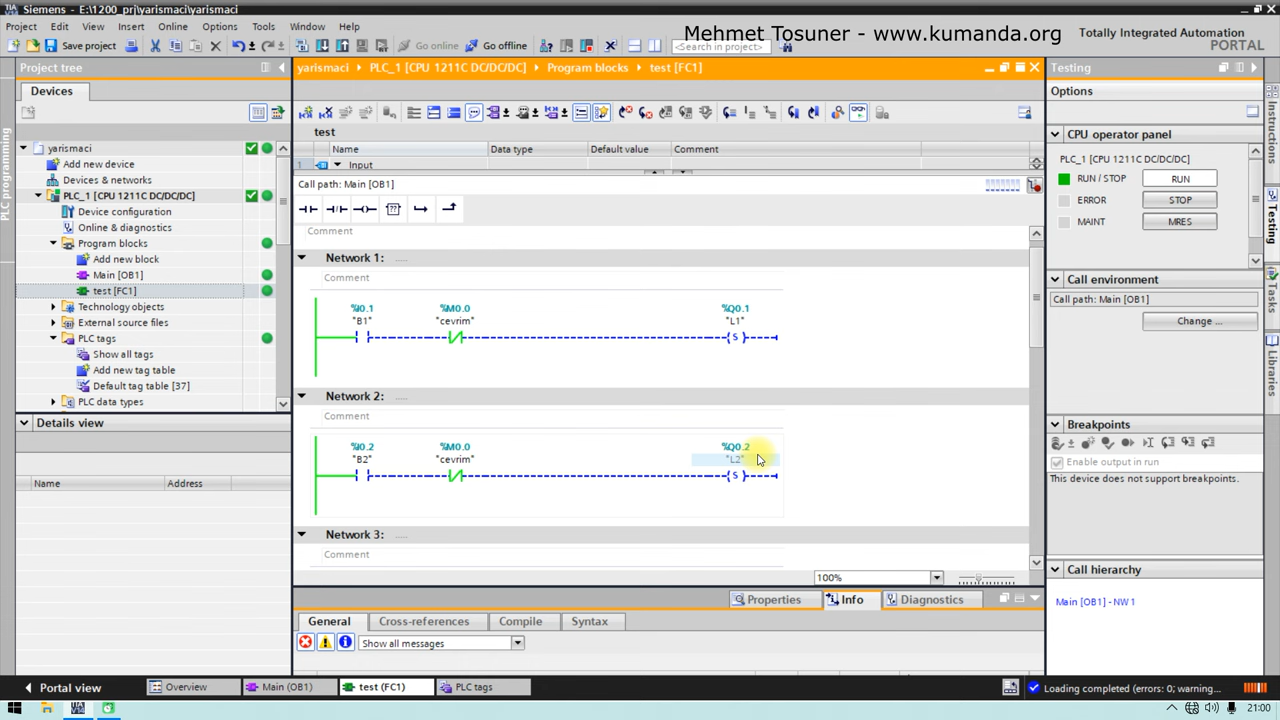 Siemens - E:\1200_prj\yarismaci\yarismaci
Mehmet Tosuner - www.kumanda.org
Project Edit View Insert Online Options Tools Window Help
Totally Integrated Automation
PORTAL
Save project
Go online
Go offline
<Search in project>
Project tree
yarismaci PLC_1 [CPU 1211C DC/DC/DC] Program blocks test [FC1]
Testing
Devices
Options
PLC programming
yarismaci
Add new device
Devices & networks
PLC_1 [CPU 1211C DC/DC/DC]
Device configuration
Online & diagnostics
Program blocks
Add new block
Main [OB1]
test [FC1]
Technology objects
External source files
PLC tags
Show all tags
Add new tag table
Default tag table [37]
PLC data types
Details view
Name Address
test
Name Data type Default value Comment
1 Input
Call path: Main [OB1]
Comment
Network 1: .....
Comment
%I0.1 %M0.0 %Q0.1
"B1" "cevrim" "L1"
S
Network 2: .....
Comment
%I0.2 %M0.0 %Q0.2
"B2" "cevrim" "L2"
S
Network 3: .....
Comment
100%
Properties Info Diagnostics
General Cross-references Compile Syntax
Show all messages
CPU operator panel
PLC_1 [CPU 1211C DC/DC/DC]
RUN / STOP RUN
ERROR STOP
MAINT MRES
Call environment
Call path: Main [OB1]
Change ...
Breakpoints
Enable output in run
This device does not support breakpoints.
Call hierarchy
Main [OB1] - NW 1
Instructions
Testing
Tasks
Libraries
Portal view Overview Main (OB1) test (FC1) PLC tags
Loading completed (errors: 0; warning...
21:00